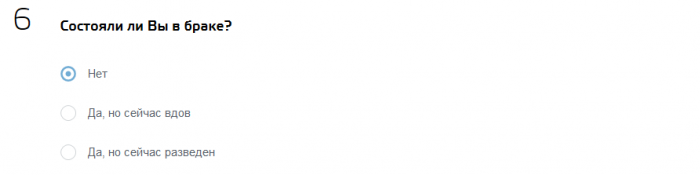 6
Состояли ли Вы в браке?
Нет
Да, но сейчас вдов
Да, но сейчас разведен